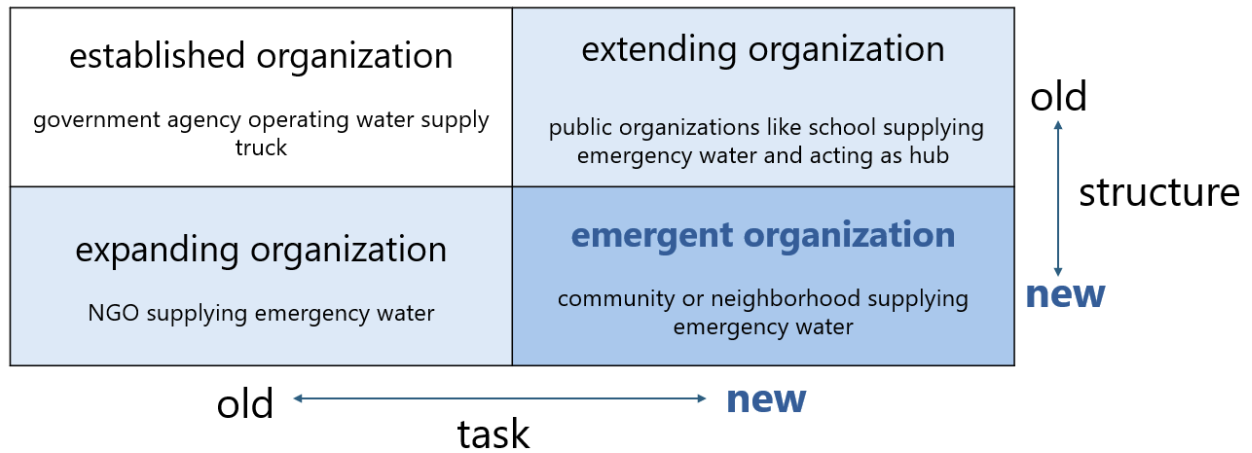 established organization
government agency operating water supply
truck
extending organization
public organizations like school supplying
emergency water and acting as hub
old
structure
new
expanding organization
NGO supplying emergency water
emergent organization
community or neighborhood supplying
emergency water
old
new
task